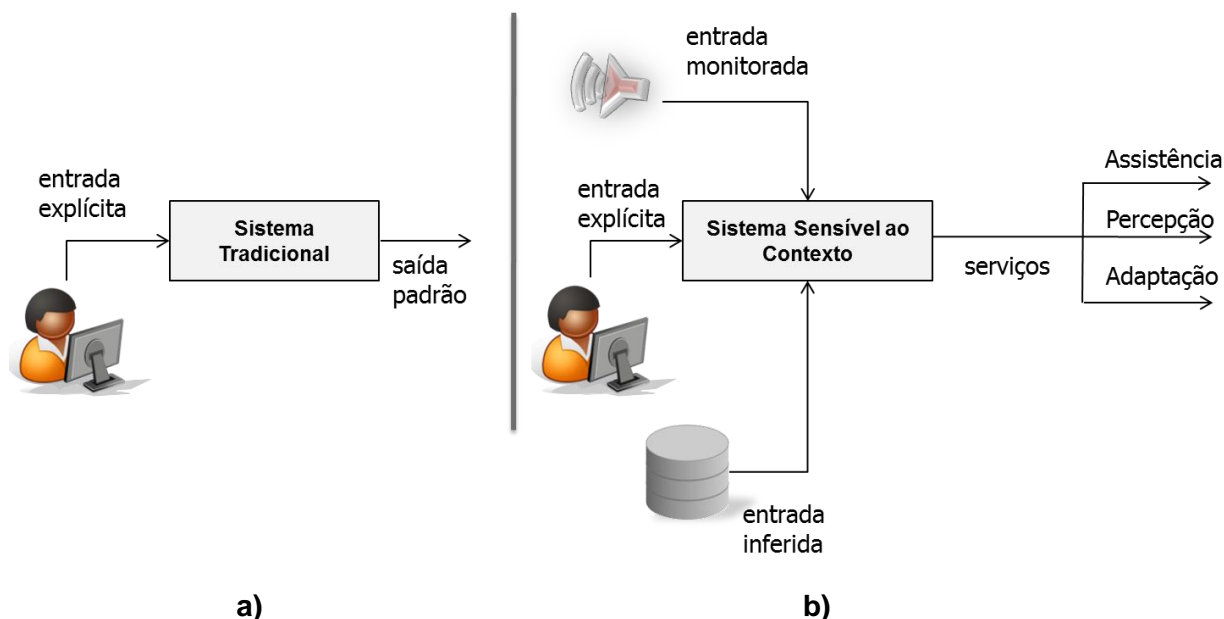 entrada
explícita
Sistema
Tradicional
saída
padrão
a)
entrada
monitorada
entrada
explícita
Sistema Sensível ao
Contexto
entrada
inferida
serviços
Assistência
Percepção
Adaptação
b)